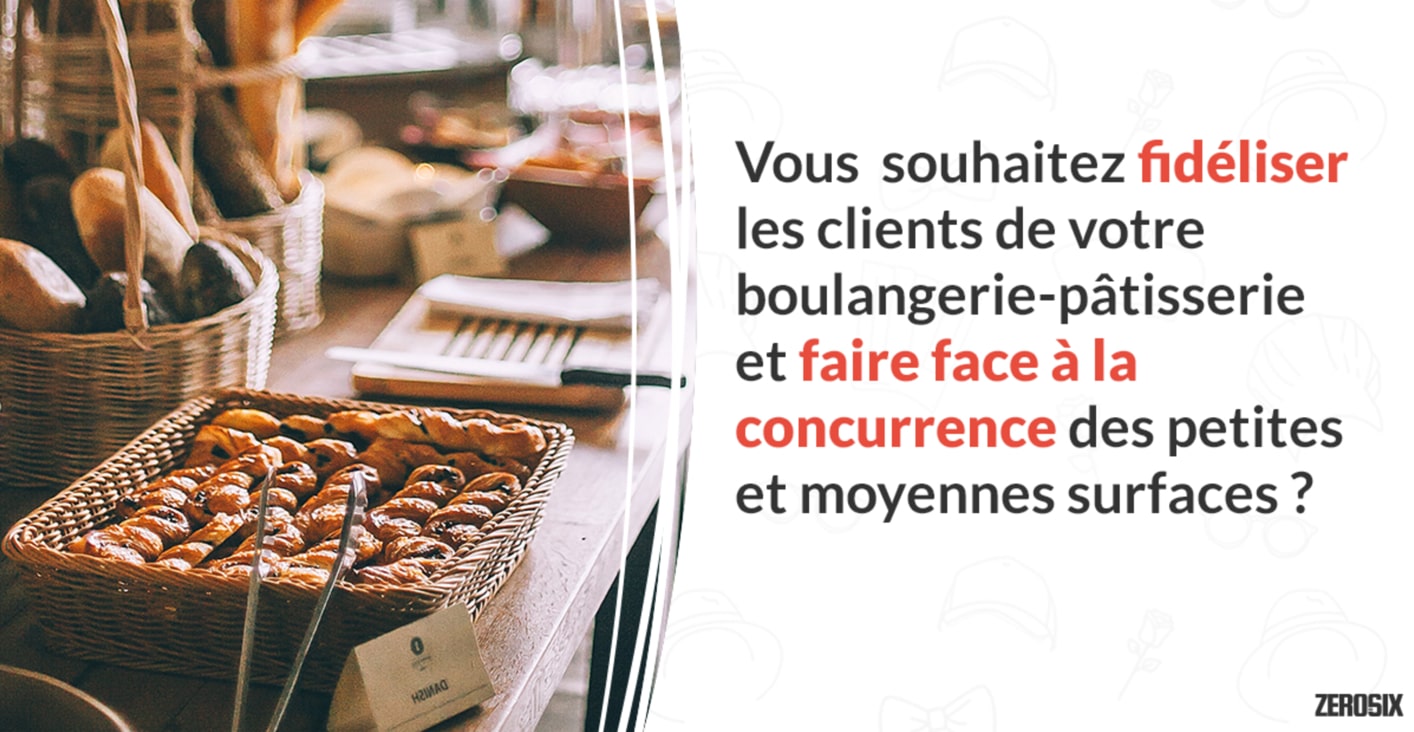 Vous souhaitez fidéliser
les clients de votre
boulangerie-pâtisserie
et faire face à la
concurrence des petites
et moyennes surfaces ?
DANISH
ZEROSIX